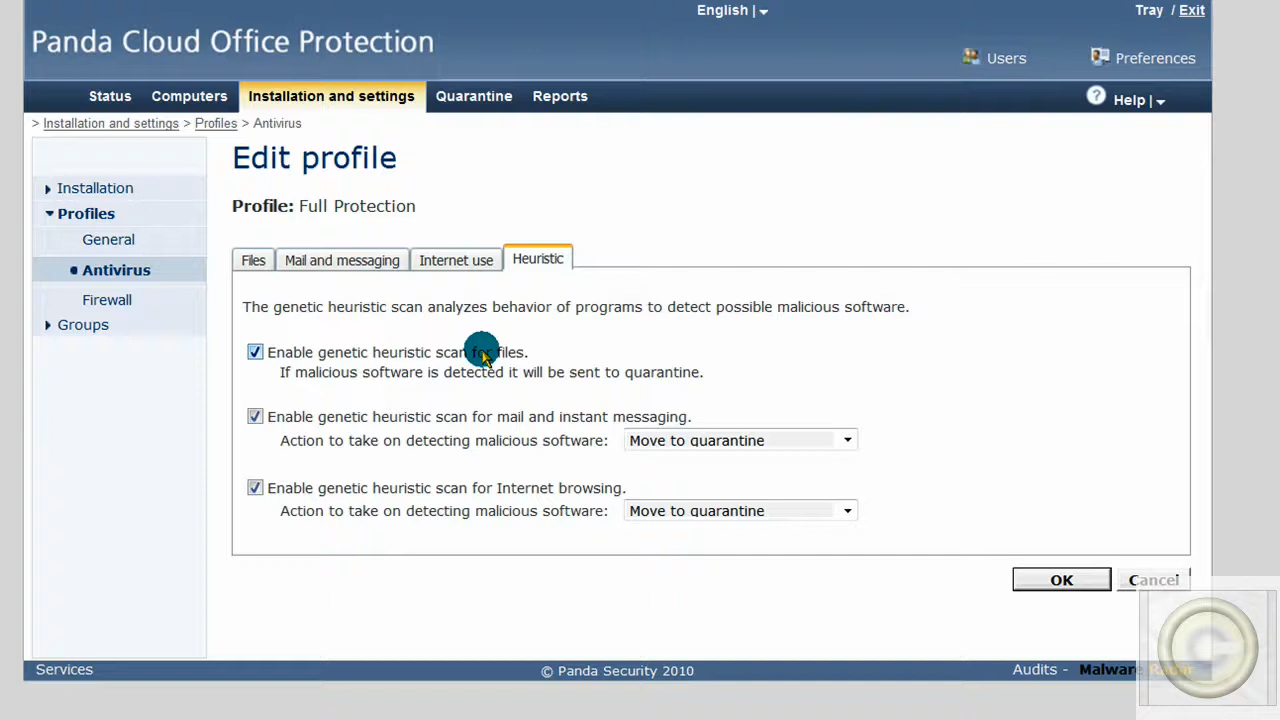 English | Tray / Exit
Panda Cloud Office Protection
Users Preferences
Status Computers Installation and settings Quarantine Reports ? Help |
> Installation and settings > Profiles > Antivirus
Edit profile
Installation
Profile: Full Protection
Profiles
General
Files Mail and messaging Internet use Heuristic
Antivirus
Firewall
The genetic heuristic scan analyzes behavior of programs to detect possible malicious software.
Groups
Enable genetic heuristic scan for files.
If malicious software is detected it will be sent to quarantine.
Enable genetic heuristic scan for mail and instant messaging.
Action to take on detecting malicious software: Move to quarantine
Enable genetic heuristic scan for Internet browsing.
Action to take on detecting malicious software: Move to quarantine
OK Cancel
Services © Panda Security 2010 Audits - Malware Radar